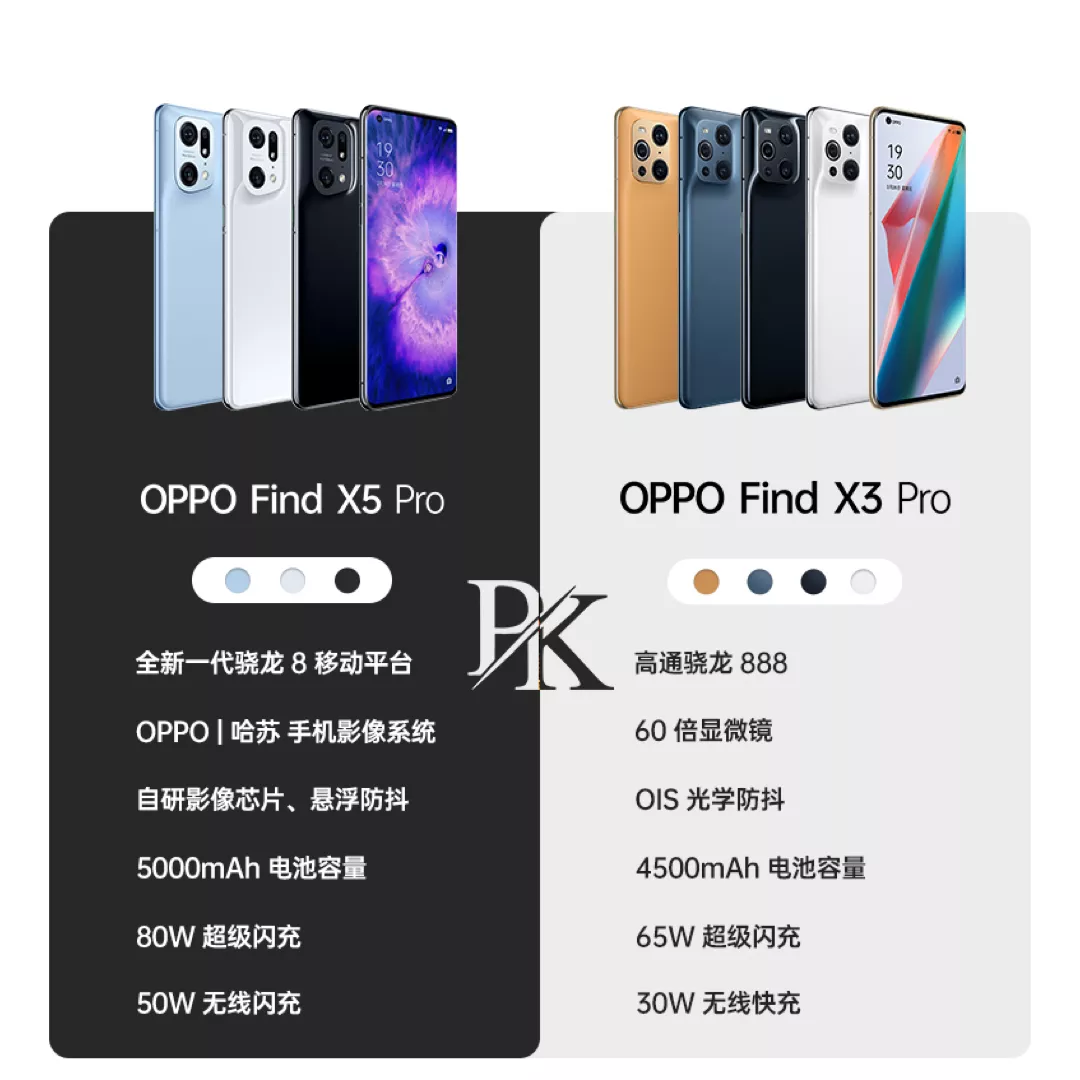 19
30
OPPO
19
30
OPPO Find X5 Pro
OPPO Find X3 Pro
PK
全新一代骁龙 8 移动平台
高通骁龙 888
OPPO | 哈苏 手机影像系统
60 倍显微镜
自研影像芯片、悬浮防抖
OIS 光学防抖
5000mAh 电池容量
4500mAh 电池容量
80W 超级闪充
65W 超级闪充
50W 无线闪充
30W 无线快充